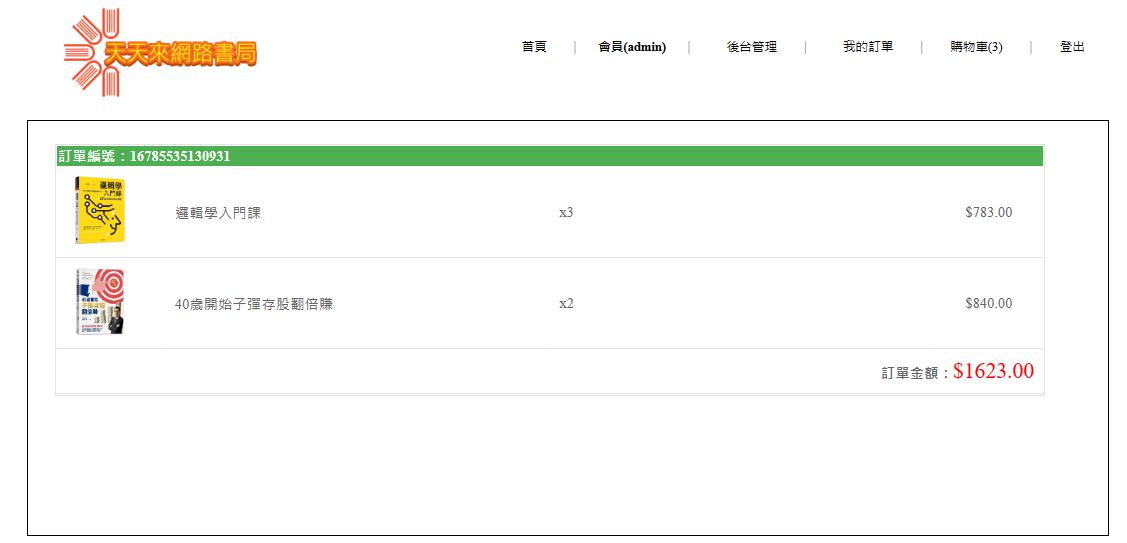 天天來網路書局
首頁 | 會員(admin) | 後台管理 | 我的訂單 | 購物車(3) | 登出
訂單編號：16785535130931
邏輯學
入門課
邏輯學入門課 x3 $783.00
40歲開始子彈存股翻倍賺 x2 $840.00
訂單金額：$1623.00